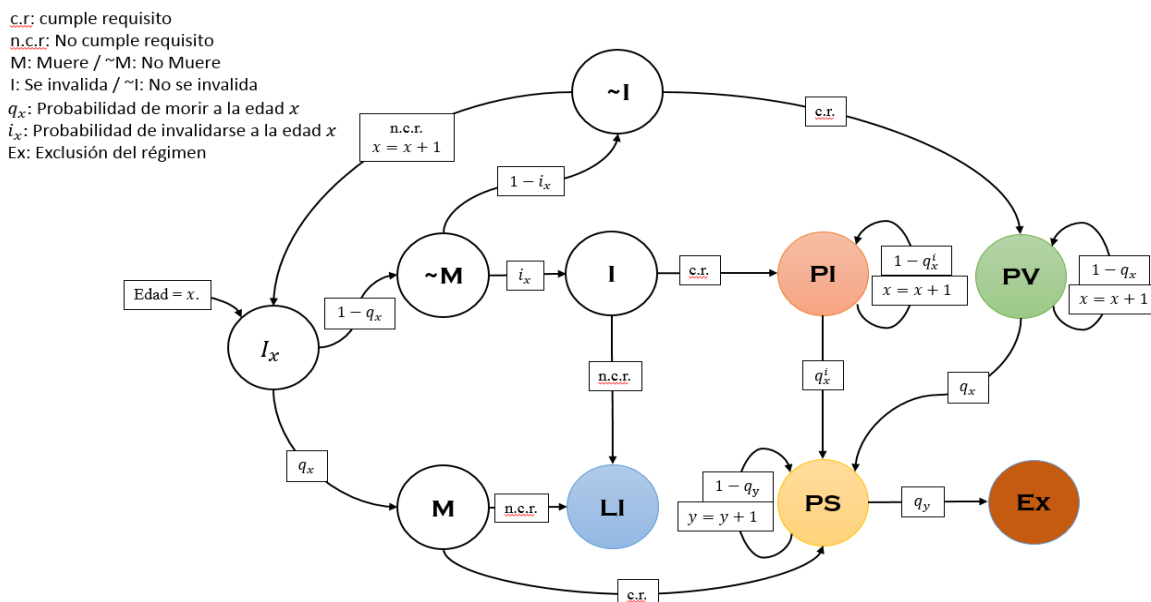 c.r: cumple requisito
n.c.r: No cumple requisito
M: Muere / ~M: No Muere
I: Se invalida / ~I: No se invalida
qₓ: Probabilidad de morir a la edad x
iₓ: Probabilidad de invalidarse a la edad x
Ex: Exclusión del régimen
~I
c.r.
n.c.r.
x = x + 1
1 − iₓ
~M
iₓ
I
c.r.
PI
1 − qₓⁱ
x = x + 1
PV
1 − qₓ
x = x + 1
Edad = x.
1 − qₓ
Iₓ
n.c.r.
qₓⁱ
qₓ
qₓ
M
n.c.r.
LI
1 − q_y
y = y + 1
PS
q_y
Ex
c.r.